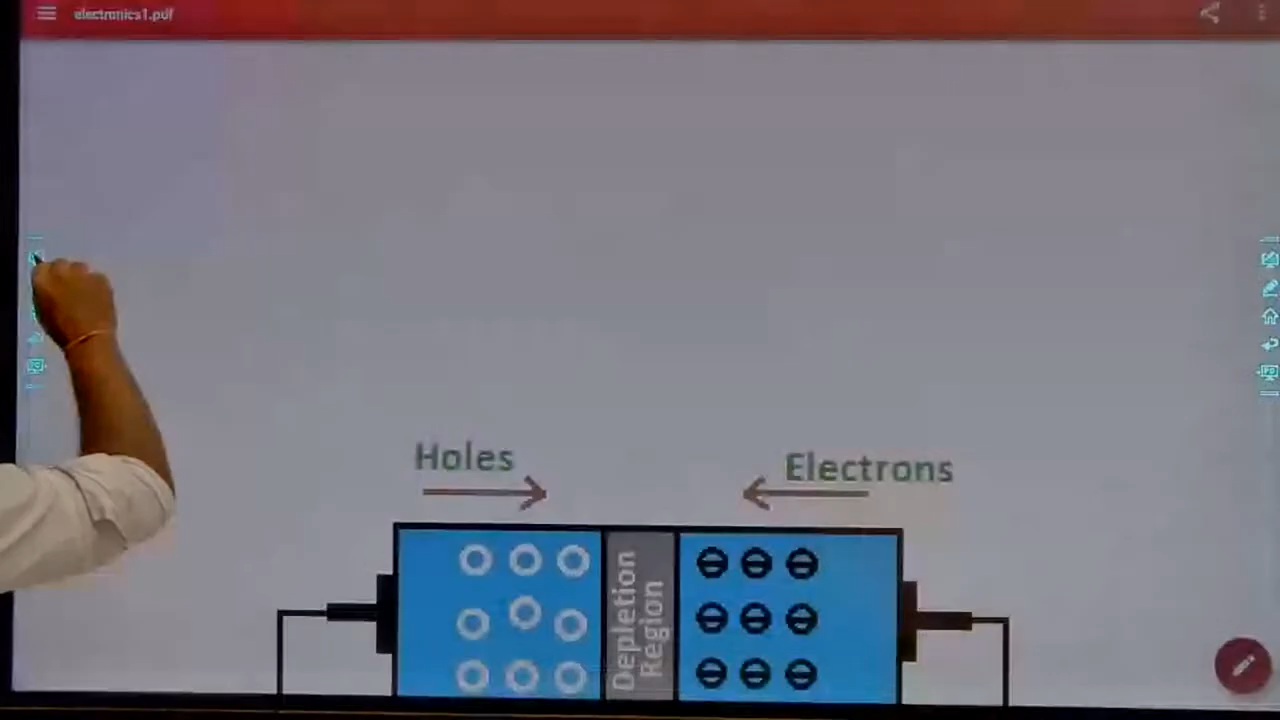 electronics1.pdf
Holes
Electrons
Depletion
Region